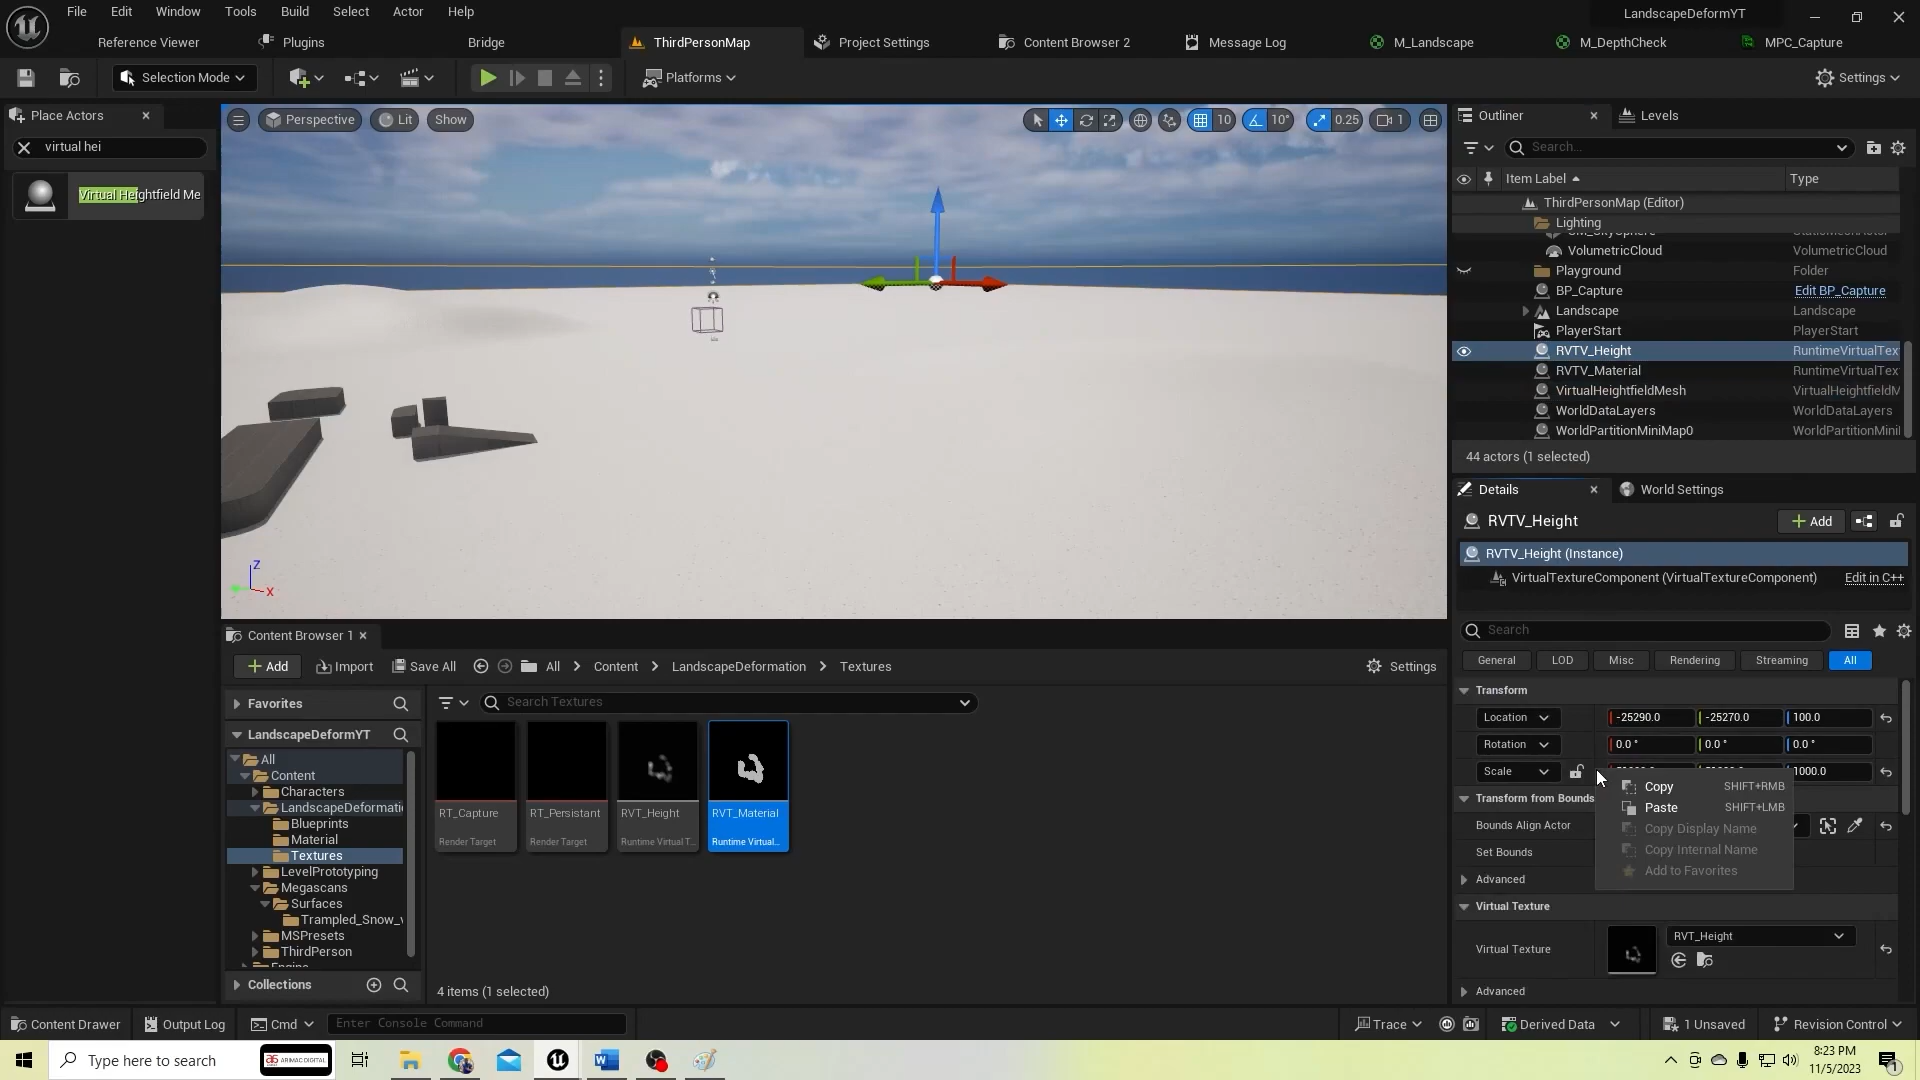 File Edit Window Tools Build Select Actor Help
LandscapeDeformYT
Reference Viewer Plugins Bridge ThirdPersonMap Project Settings Content Browser 2 Message Log M_Landscape M_DepthCheck MPC_Capture
Selection Mode Platforms Settings
Place Actors
virtual hei
Virtual Heightfield Me
Perspective Lit Show 10 10° 0.25 1
Z
X
Outliner Levels
Search...
Item Label Type
ThirdPersonMap (Editor)
Lighting
VolumetricCloud VolumetricCloud
Playground Folder
BP_Capture Edit BP_Capture
Landscape Landscape
PlayerStart PlayerStart
RVTV_Height RuntimeVirtualTex
RVTV_Material RuntimeVirtualTex
VirtualHeightfieldMesh VirtualHeightfieldM
WorldDataLayers WorldDataLayers
WorldPartitionMiniMap0 WorldPartitionMini
44 actors (1 selected)
Details World Settings
RVTV_Height Add
RVTV_Height (Instance)
VirtualTextureComponent (VirtualTextureComponent) Edit in C++
Search
General LOD Misc Rendering Streaming All
Transform
Location -25290.0 -25270.0 100.0
Rotation 0.0 ° 0.0 ° 0.0 °
Scale 1000.0
Copy SHIFT+RMB
Paste SHIFT+LMB
Copy Display Name
Copy Internal Name
Add to Favorites
Transform from Bounds
Bounds Align Actor
Set Bounds
Advanced
Virtual Texture
Virtual Texture RVT_Height
Advanced
Content Browser 1
Add Import Save All All Content LandscapeDeformation Textures Settings
Favorites
LandscapeDeformYT
All
Content
Characters
LandscapeDeformati
Blueprints
Material
Textures
LevelPrototyping
Megascans
Surfaces
Trampled_Snow_v
MSPresets
ThirdPerson
Collections
Search Textures
RT_Capture RT_Persistant RVT_Height RVT_Material
Render Target Render Target Runtime Virtual T... Runtime Virtual...
4 items (1 selected)
Content Drawer Output Log Cmd Enter Console Command Trace Derived Data 1 Unsaved Revision Control
Type here to search ARIMAC DIGITAL
8:23 PM
11/5/2023
1